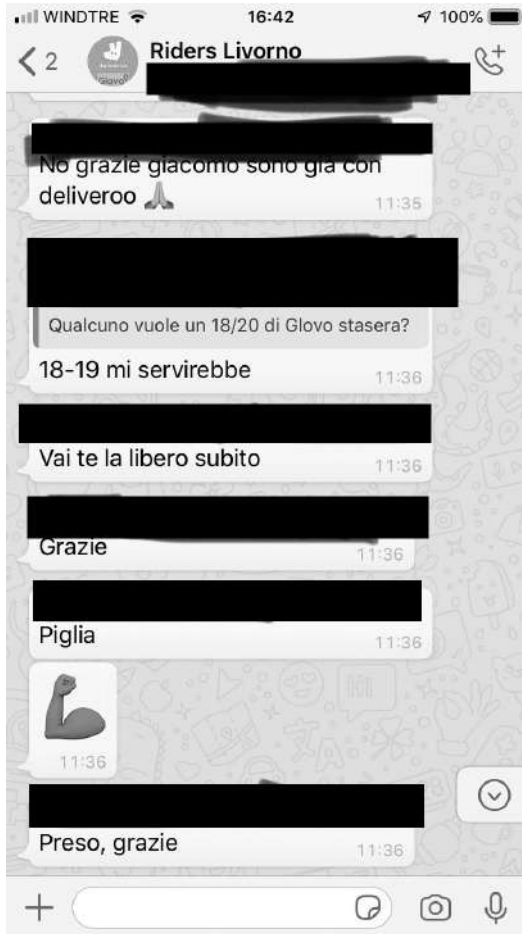 WINDTRE
16:42
100%
2
Riders Livorno
Glovo
No grazie giacomo sono già con
deliveroo 🙏
11:35
Qualcuno vuole un 18/20 di Glovo stasera?
18-19 mi servirebbe
11:36
Vai te la libero subito
11:36
Grazie
11:36
Piglia
11:36
💪
11:36
Preso, grazie
11:36